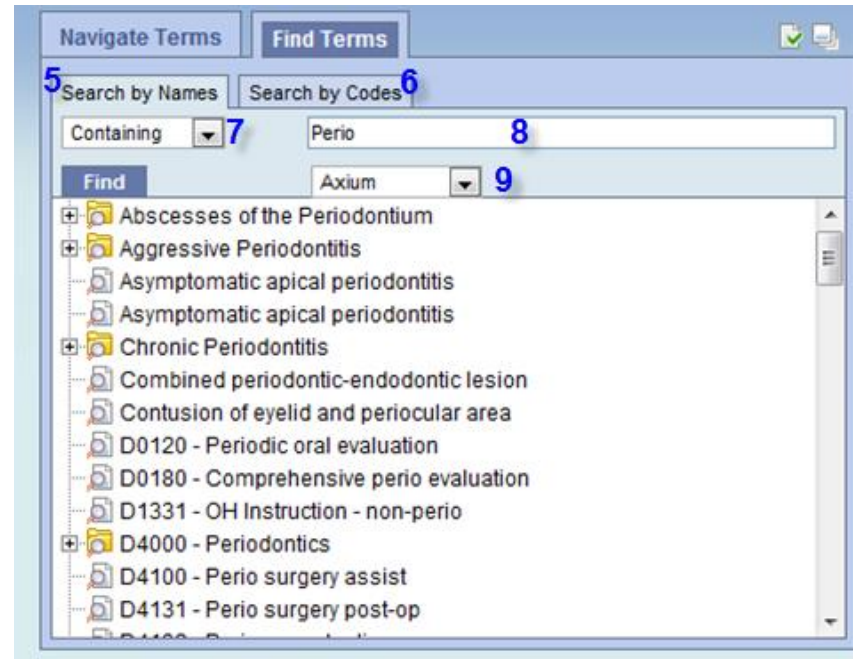 Navigate Terms Find Terms
5 Search by Names Search by Codes 6
Containing 7 Perio 8
Find Axium 9
Abscesses of the Periodontium
Aggressive Periodontitis
Asymptomatic apical periodontitis
Asymptomatic apical periodontitis
Chronic Periodontitis
Combined periodontic-endodontic lesion
Contusion of eyelid and periocular area
D0120 - Periodic oral evaluation
D0180 - Comprehensive perio evaluation
D1331 - OH Instruction - non-perio
D4000 - Periodontics
D4100 - Perio surgery assist
D4131 - Perio surgery post-op